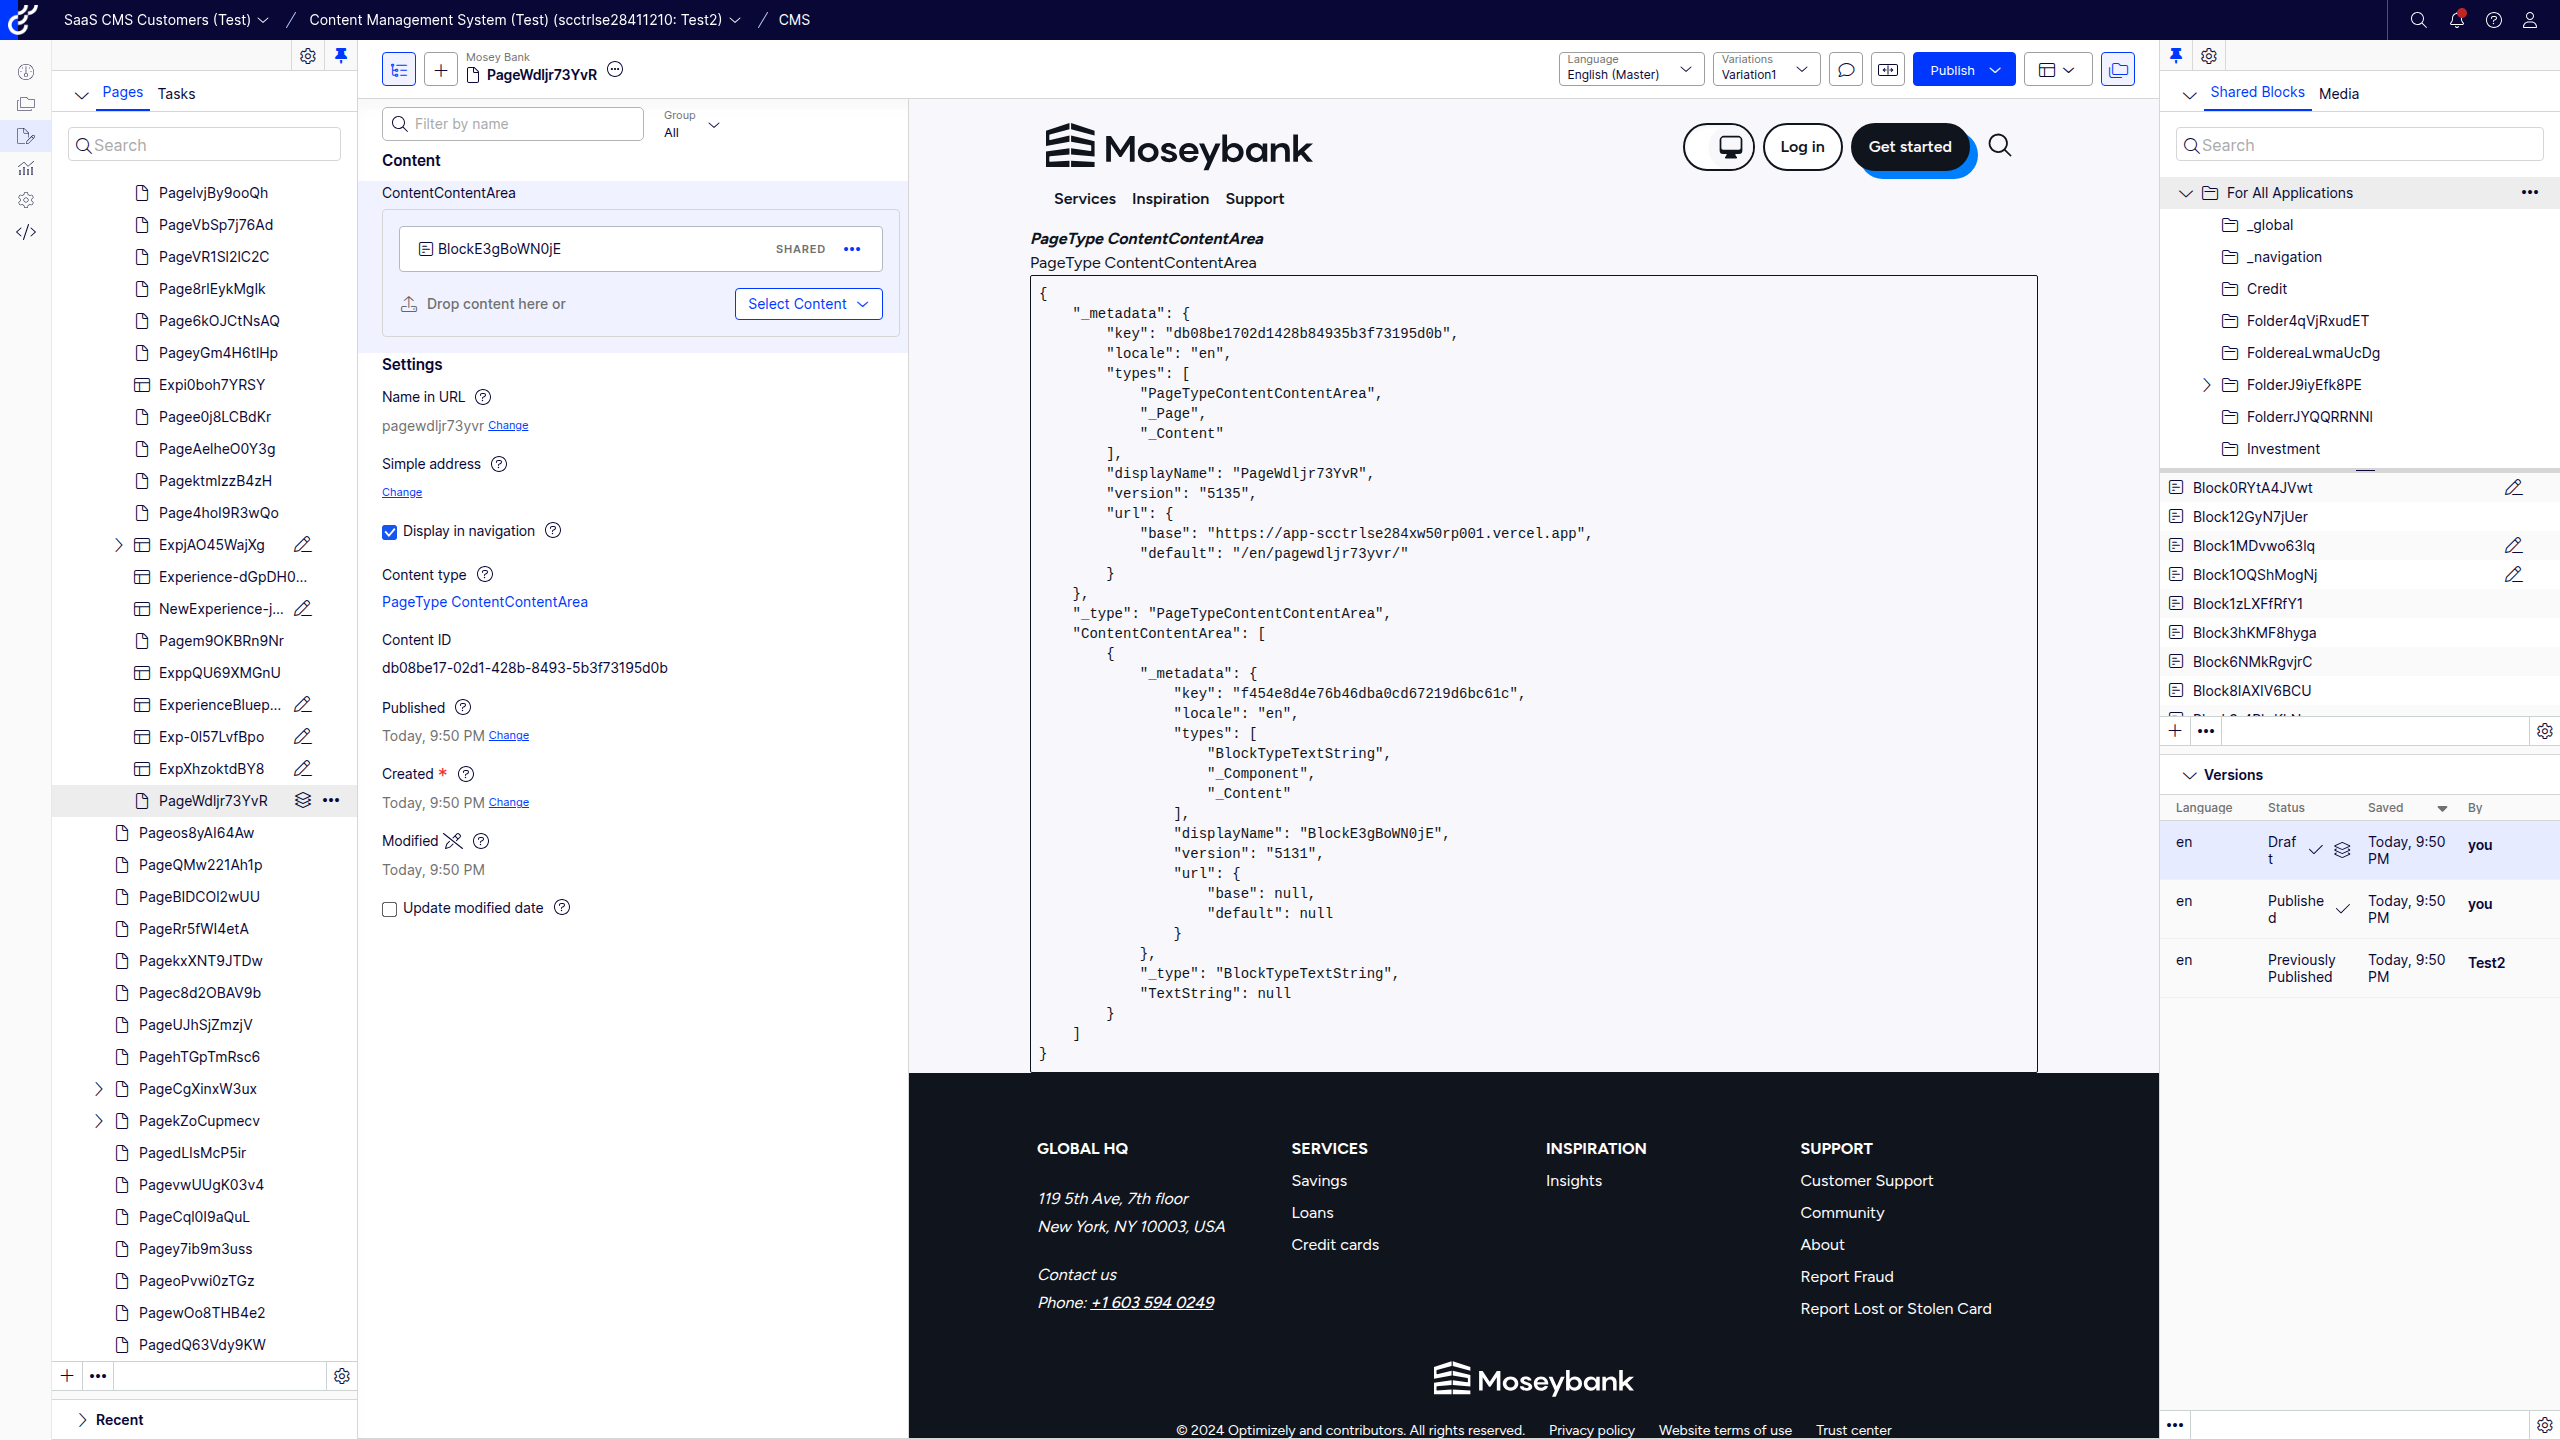 SaaS CMS Customers (Test) / Content Management System (Test) (scctrlse28411210: Test2) / CMS
Pages Tasks
Search
PageIvjBy9ooQh
PageVbSp7j76Ad
PageVR1Sl2lC2C
Page8rlEykMglk
Page6kOJCtNsAQ
PageyGm4H6tlHp
Expi0boh7YRSY
Pagee0j8LCBdKr
PageAelheO0Y3g
PagektmIzzB4zH
Page4hol9R3wQo
ExpjAO45WajXg
Experience-dGpDH0...
NewExperience-j...
Pagem9OKBRn9Nr
ExppQU69XMGnU
ExperienceBluep...
Exp-0l57LvfBpo
ExpXhzoktdBY8
PageWdljr73YvR
Pageos8yAI64Aw
PageQMw221Ah1p
PageBIDCOI2wUU
PageRr5fWI4etA
PagekxXNT9JTDw
Pagec8d2OBAV9b
PageUJhSjZmzjV
PagehTGpTmRsc6
PageCgXinxW3ux
PagekZoCupmecv
PagedLIsMcP5ir
PagevwUUgK03v4
PageCql0I9aQuL
Pagey7ib9m3uss
PageoPvwi0zTGz
PagewOo8THB4e2
PagedQ63Vdy9KW
Recent
Mosey Bank
PageWdljr73YvR
Language
English (Master)
Variations
Variation1
Publish
Filter by name
Group
All
Content
ContentContentArea
BlockE3gBoWN0jE SHARED
Drop content here or Select Content
Settings
Name in URL
pagewdljr73yvr Change
Simple address
Change
Display in navigation
Content type
PageType ContentContentArea
Content ID
db08be17-02d1-428b-8493-5b3f73195d0b
Published
Today, 9:50 PM Change
Created *
Today, 9:50 PM Change
Modified
Today, 9:50 PM
Update modified date
Moseybank
Log in
Get started
Services Inspiration Support
PageType ContentContentArea
PageType ContentContentArea
{
"_metadata": {
"key": "db08be1702d1428b84935b3f73195d0b",
"locale": "en",
"types": [
"PageTypeContentContentArea",
"_Page",
"_Content"
],
"displayName": "PageWdljr73YvR",
"version": "5135",
"url": {
"base": "https://app-scctrlse284xw50rp001.vercel.app",
"default": "/en/pagewdljr73yvr/"
}
},
"_type": "PageTypeContentContentArea",
"ContentContentArea": [
{
"_metadata": {
"key": "f454e8d4e76b46dba0cd67219d6bc61c",
"locale": "en",
"types": [
"BlockTypeTextString",
"_Component",
"_Content"
],
"displayName": "BlockE3gBoWN0jE",
"version": "5131",
"url": {
"base": null,
"default": null
}
},
"_type": "BlockTypeTextString",
"TextString": null
}
]
}
GLOBAL HQ
119 5th Ave, 7th floor
New York, NY 10003, USA
Contact us
Phone: +1 603 594 0249
SERVICES
Savings
Loans
Credit cards
INSPIRATION
Insights
SUPPORT
Customer Support
Community
About
Report Fraud
Report Lost or Stolen Card
Moseybank
© 2024 Optimizely and contributors. All rights reserved. Privacy policy Website terms of use Trust center
Shared Blocks Media
Search
For All Applications
_global
_navigation
Credit
Folder4qVjRxudET
FoldereaLwmaUcDg
FolderJ9iyEfk8PE
FolderrJYQQRRNNI
Investment
Block0RYtA4JVwt
Block12GyN7jUer
Block1MDvwo63lq
Block1OQShMogNj
Block1zLXFfRfY1
Block3hKMF8hyga
Block6NMkRgvjrC
Block8IAXIV6BCU
Versions
Language Status Saved By
en Draft Today, 9:50 PM you
en Published Today, 9:50 PM you
en Previously Published Today, 9:50 PM Test2